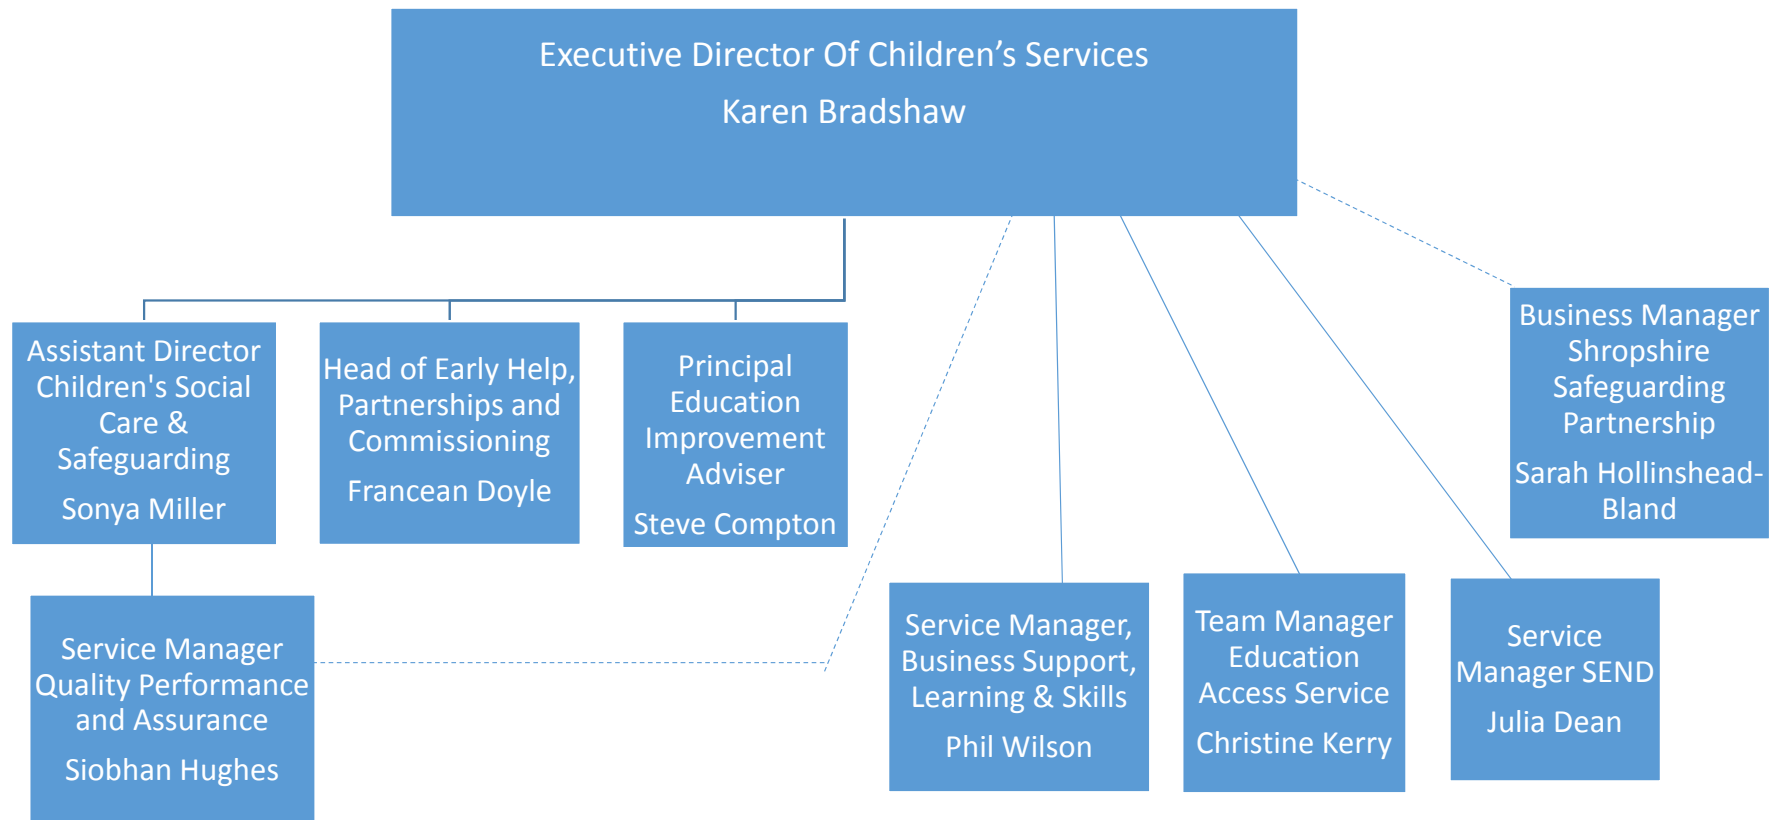 Executive Director Of Children’s Services
Karen Bradshaw
Assistant Director
Children's Social
Care &
Safeguarding
Sonya Miller
Head of Early Help,
Partnerships and
Commissioning
Francean Doyle
Principal
Education
Improvement
Adviser
Steve Compton
Business Manager
Shropshire
Safeguarding
Partnership
Sarah Hollinshead-
Bland
Service Manager
Quality Performance
and Assurance
Siobhan Hughes
Service Manager,
Business Support,
Learning & Skills
Phil Wilson
Team Manager
Education
Access Service
Christine Kerry
Service
Manager SEND
Julia Dean